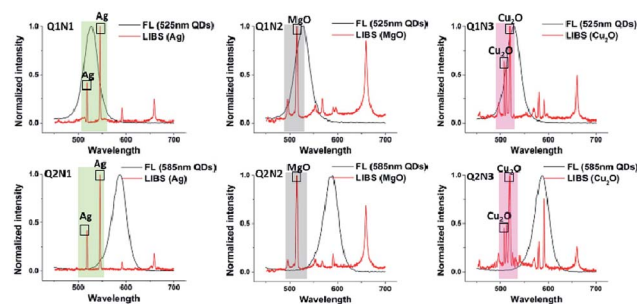 Q1N1
Ag
Ag
FL (525nm QDs)
LIBS (Ag)
Normalized intensity
1.0
0.5
0.0
500
600
700
Q1N2
MgO
FL (525nm QDs)
LIBS (MgO)
Normalized intensity
1.0
0.5
0.0
500
600
700
Q1N3
Cu₂O
Cu₂O
FL (525nm QDs)
LIBS (Cu₂O)
Normalized intensity
1.0
0.5
0.0
500
600
700
Q2N1
Ag
Ag
FL (585nm QDs)
LIBS (Ag)
Normalized intensity
1.0
0.5
0.0
500
600
700
Wavelength
Q2N2
MgO
FL (585nm QDs)
LIBS (MgO)
Normalized intensity
1.0
0.5
0.0
500
600
700
Wavelength
Q2N3
Cu₂O
Cu₂O
FL (585nm QDs)
LIBS (Cu₂O)
Normalized intensity
1.0
0.5
0.0
500
600
700
Wavelength